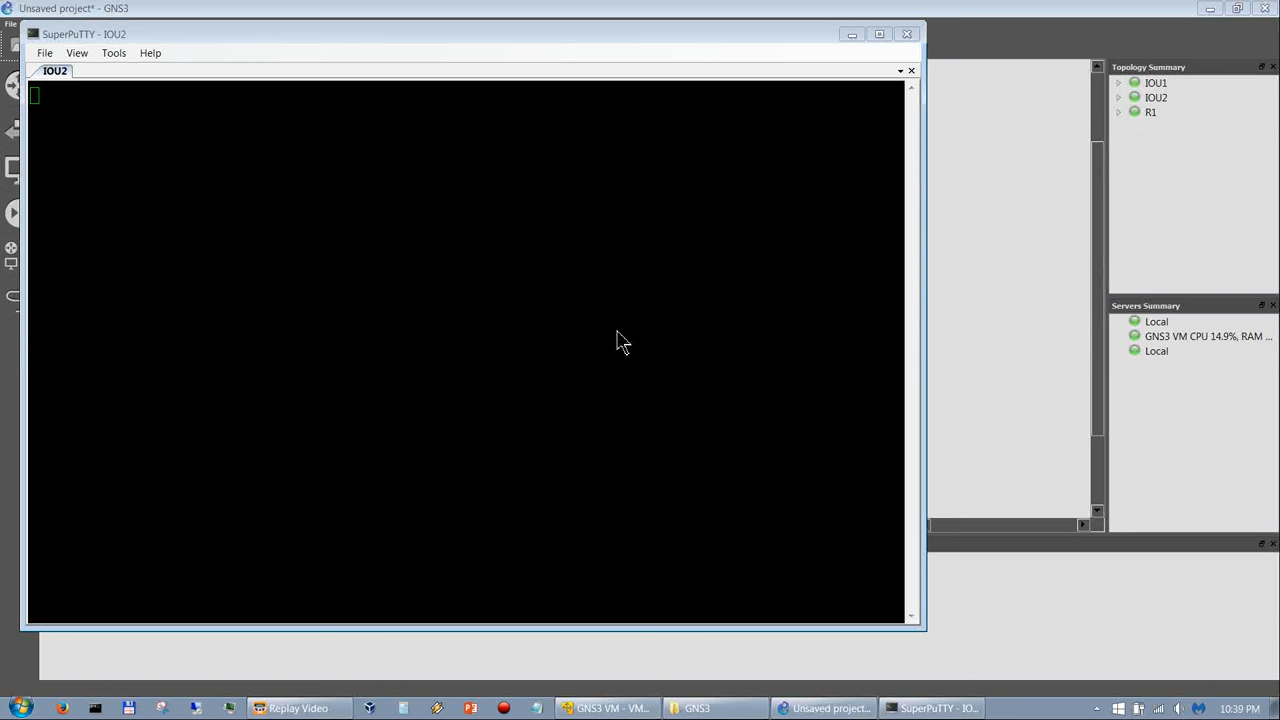 Unsaved project* - GNS3
File
SuperPuTTY - IOU2
File View Tools Help
IOU2
Topology Summary
IOU1
IOU2
R1
Servers Summary
Local
GNS3 VM CPU 14.9%, RAM ...
Local
Replay Video
GNS3 VM - VM...
GNS3
Unsaved project...
SuperPuTTY - IO...
10:39 PM